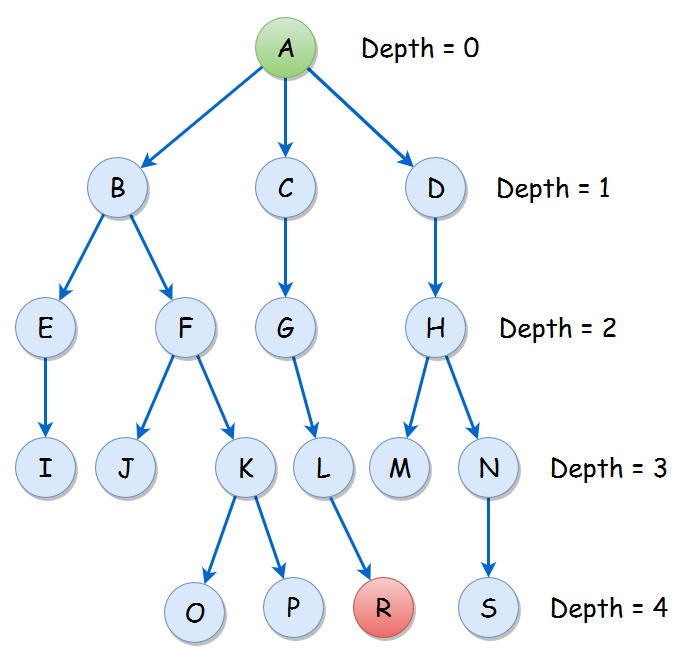 A Depth = 0
B C D Depth = 1
E F G H Depth = 2
I J K L M N Depth = 3
O P R S Depth = 4